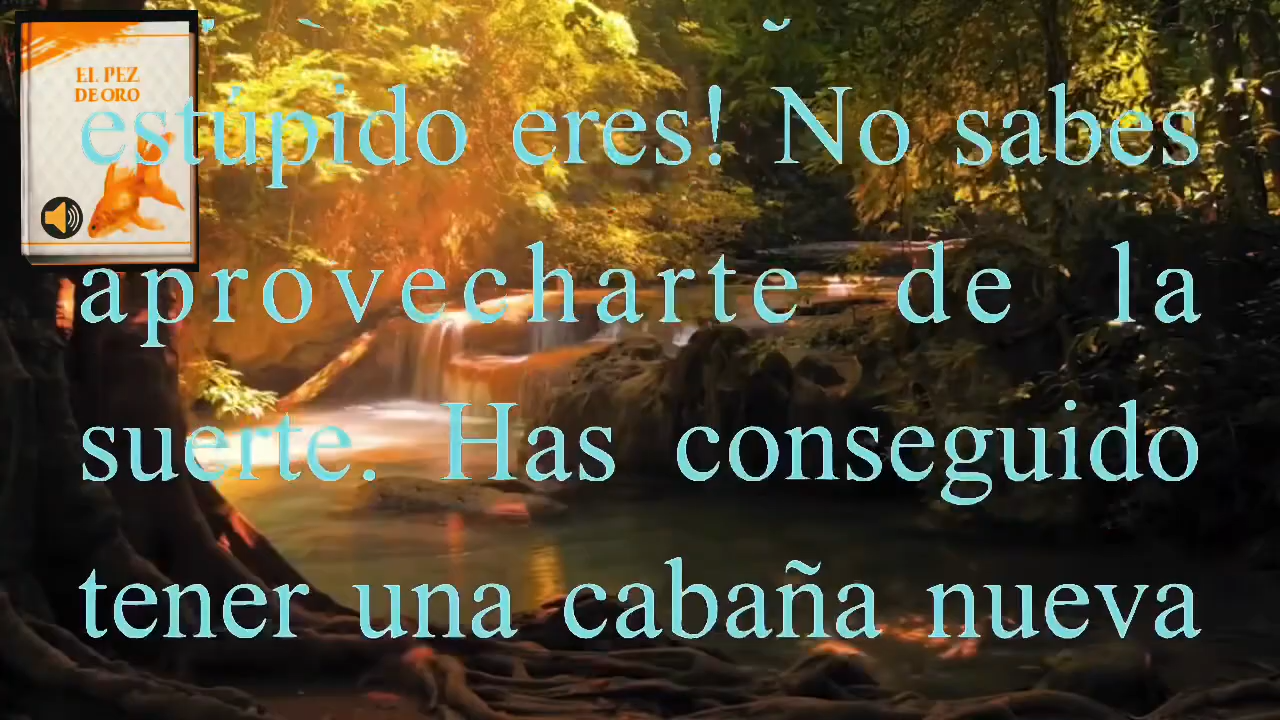 EL PEZ
DE ORO
estúpido eres! No sabes
aprovecharte de la
suerte. Has conseguido
tener una cabaña nueva